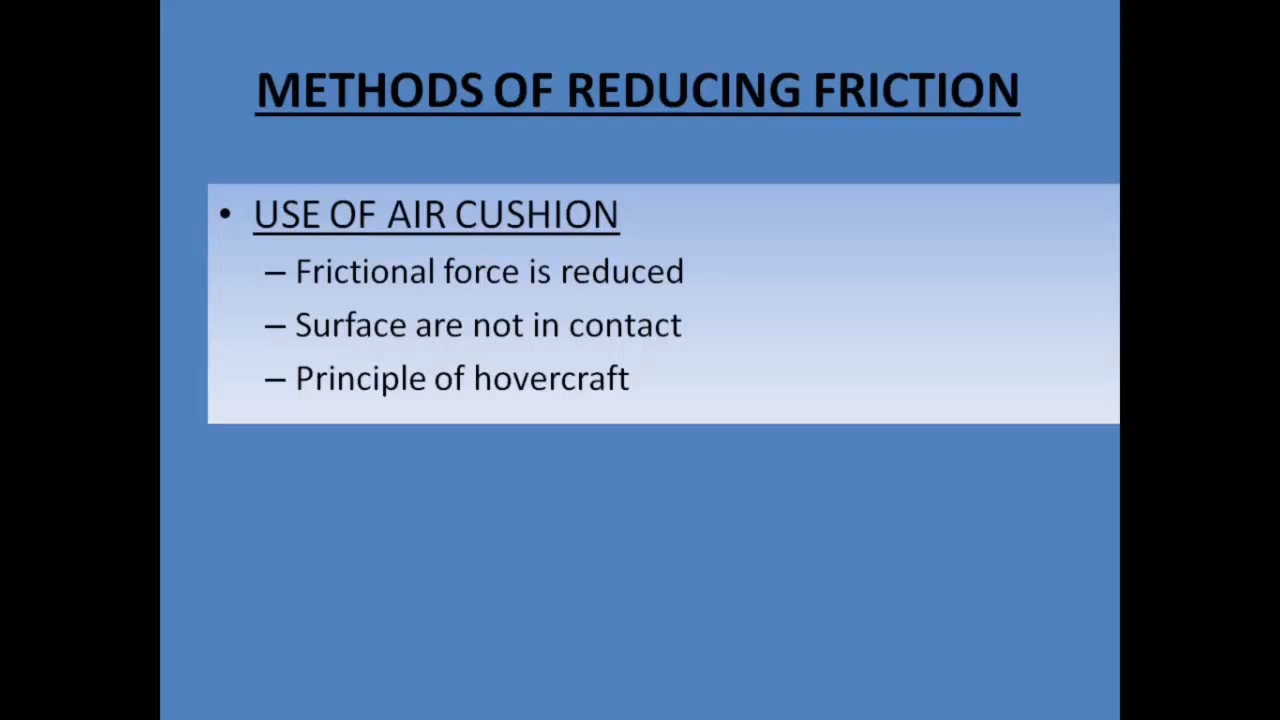 METHODS OF REDUCING FRICTION
• USE OF AIR CUSHION
– Frictional force is reduced
– Surface are not in contact
– Principle of hovercraft